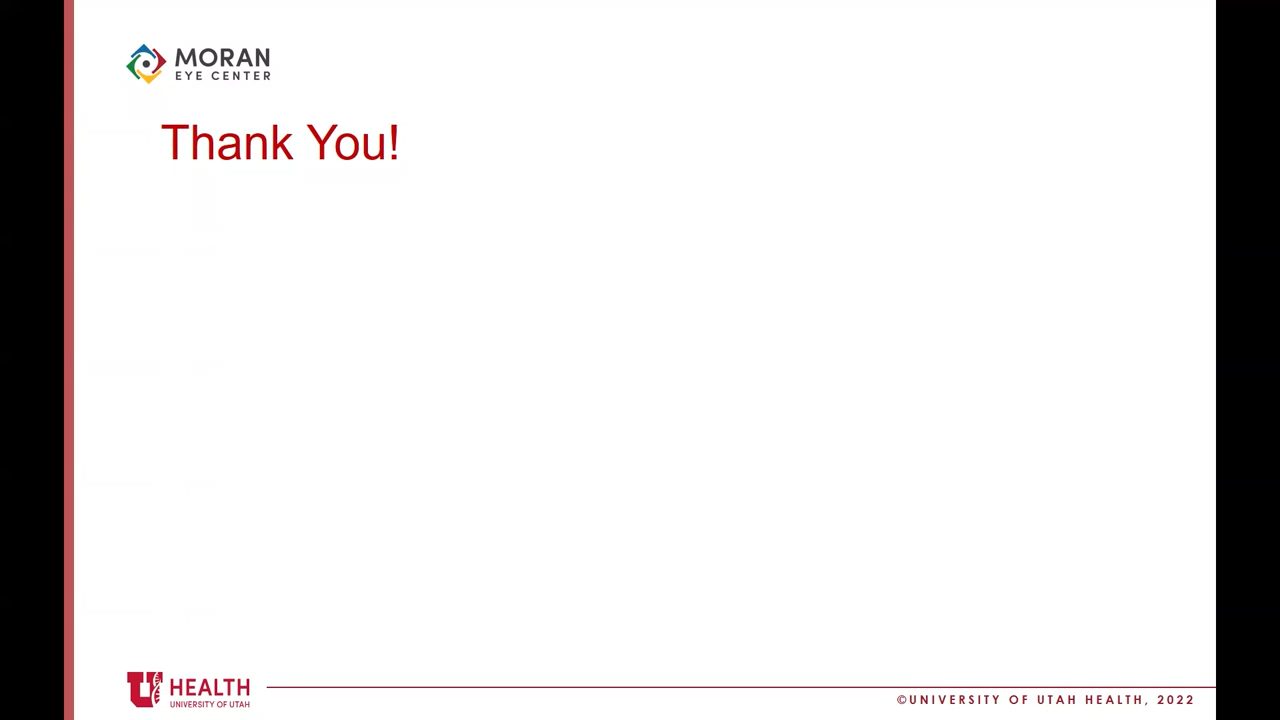 MORAN
EYE CENTER
Thank You!
U HEALTH
UNIVERSITY OF UTAH
©UNIVERSITY OF UTAH HEALTH, 2022